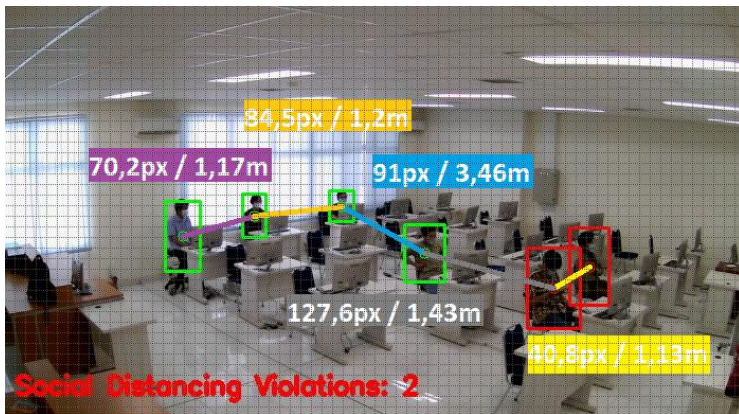 84,5px / 1,2m
70,2px / 1,17m
91px / 3,46m
127,6px / 1,43m
40,8px / 1,13m
Social Distancing Violations: 2